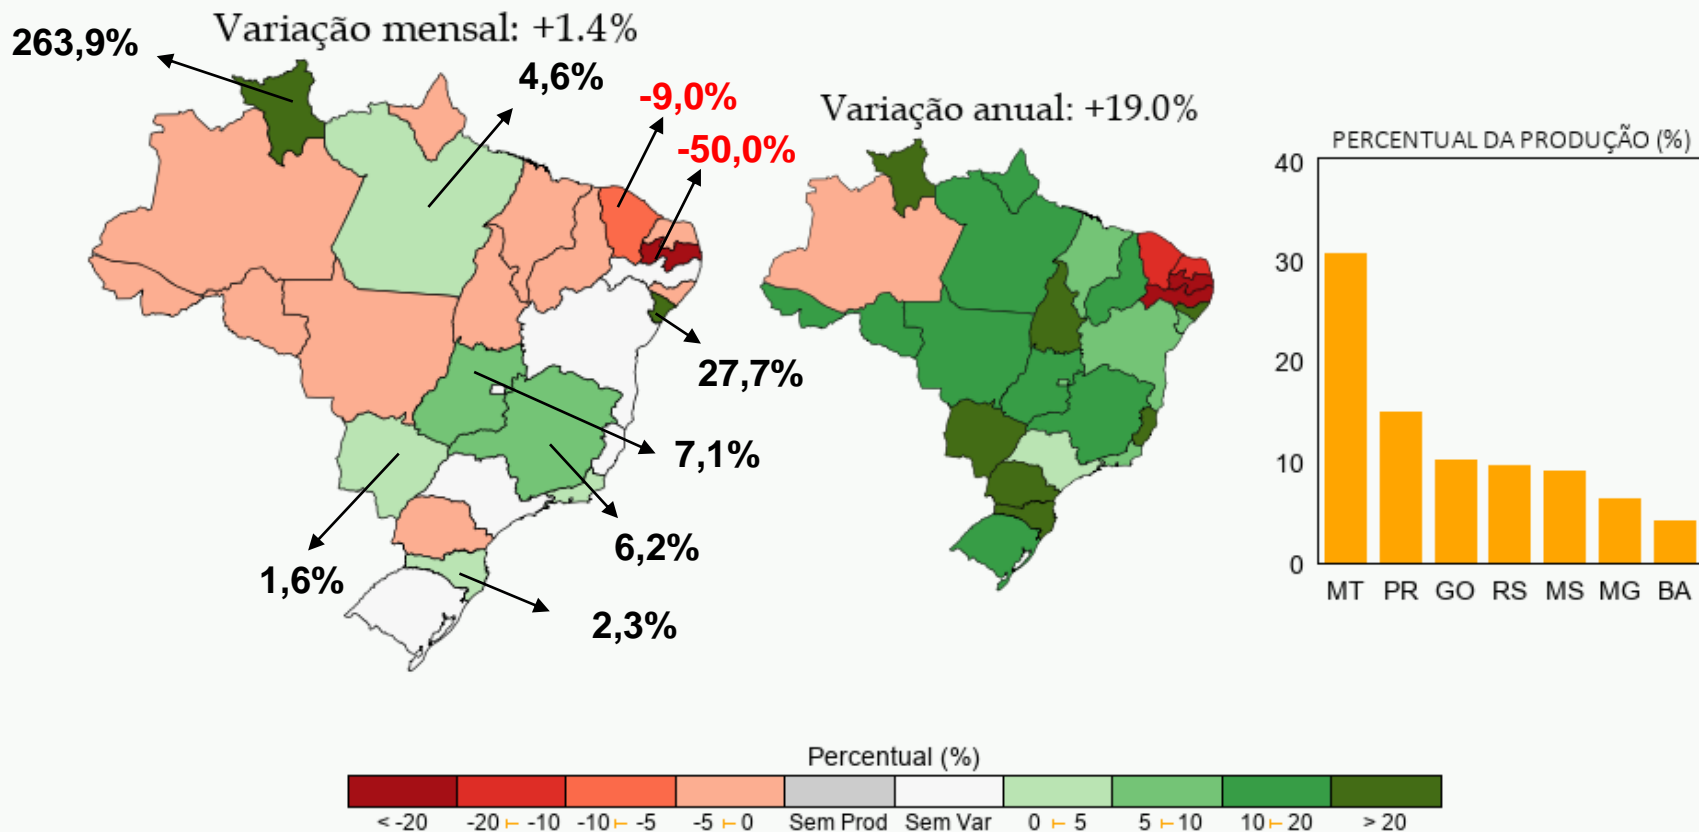 Variação mensal: +1.4%
263,9%
4,6%
-9,0%
-50,0%
27,7%
7,1%
6,2%
1,6%
2,3%
Variação anual: +19.0%
PERCENTUAL DA PRODUÇÃO (%)
40
30
20
10
0
MT PR GO RS MS MG BA
Percentual (%)
< -20 -20 ⊢ -10 -10 ⊢ -5 -5 ⊢ 0 Sem Prod Sem Var 0 ⊢ 5 5 ⊢ 10 10 ⊢ 20 > 20